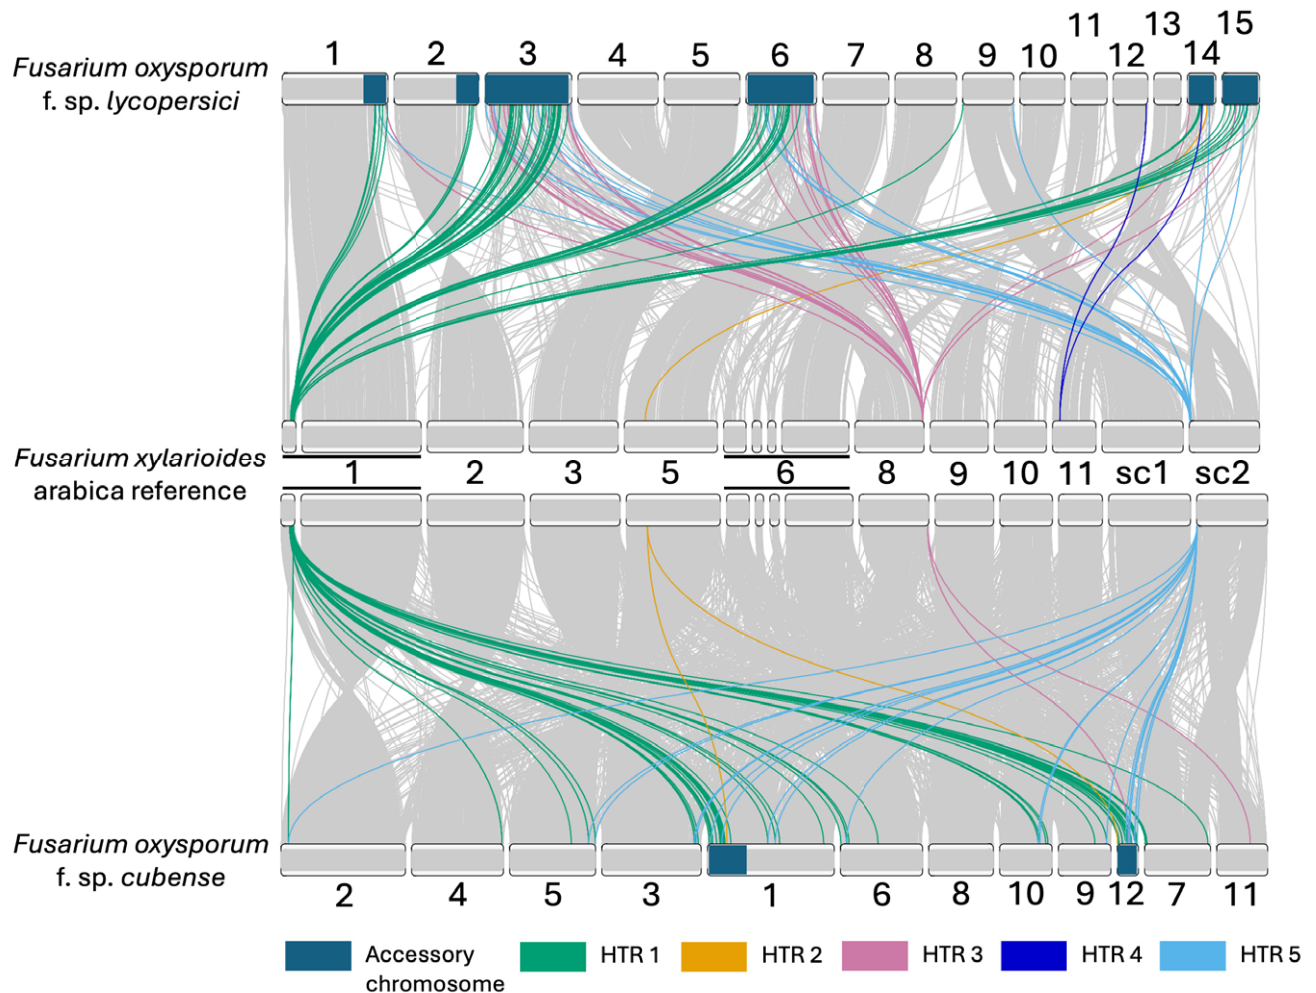 11 13 15
1 2 3 4 5 6 7 8 9 10 12 14
Fusarium oxysporum
f. sp. lycopersici
Fusarium xylarioides
arabica reference
1 2 3 5 6 8 9 10 11 sc1 sc2
Fusarium oxysporum
f. sp. cubense
2 4 5 3 1 6 8 10 9 12 7 11
Accessory
chromosome
HTR 1
HTR 2
HTR 3
HTR 4
HTR 5